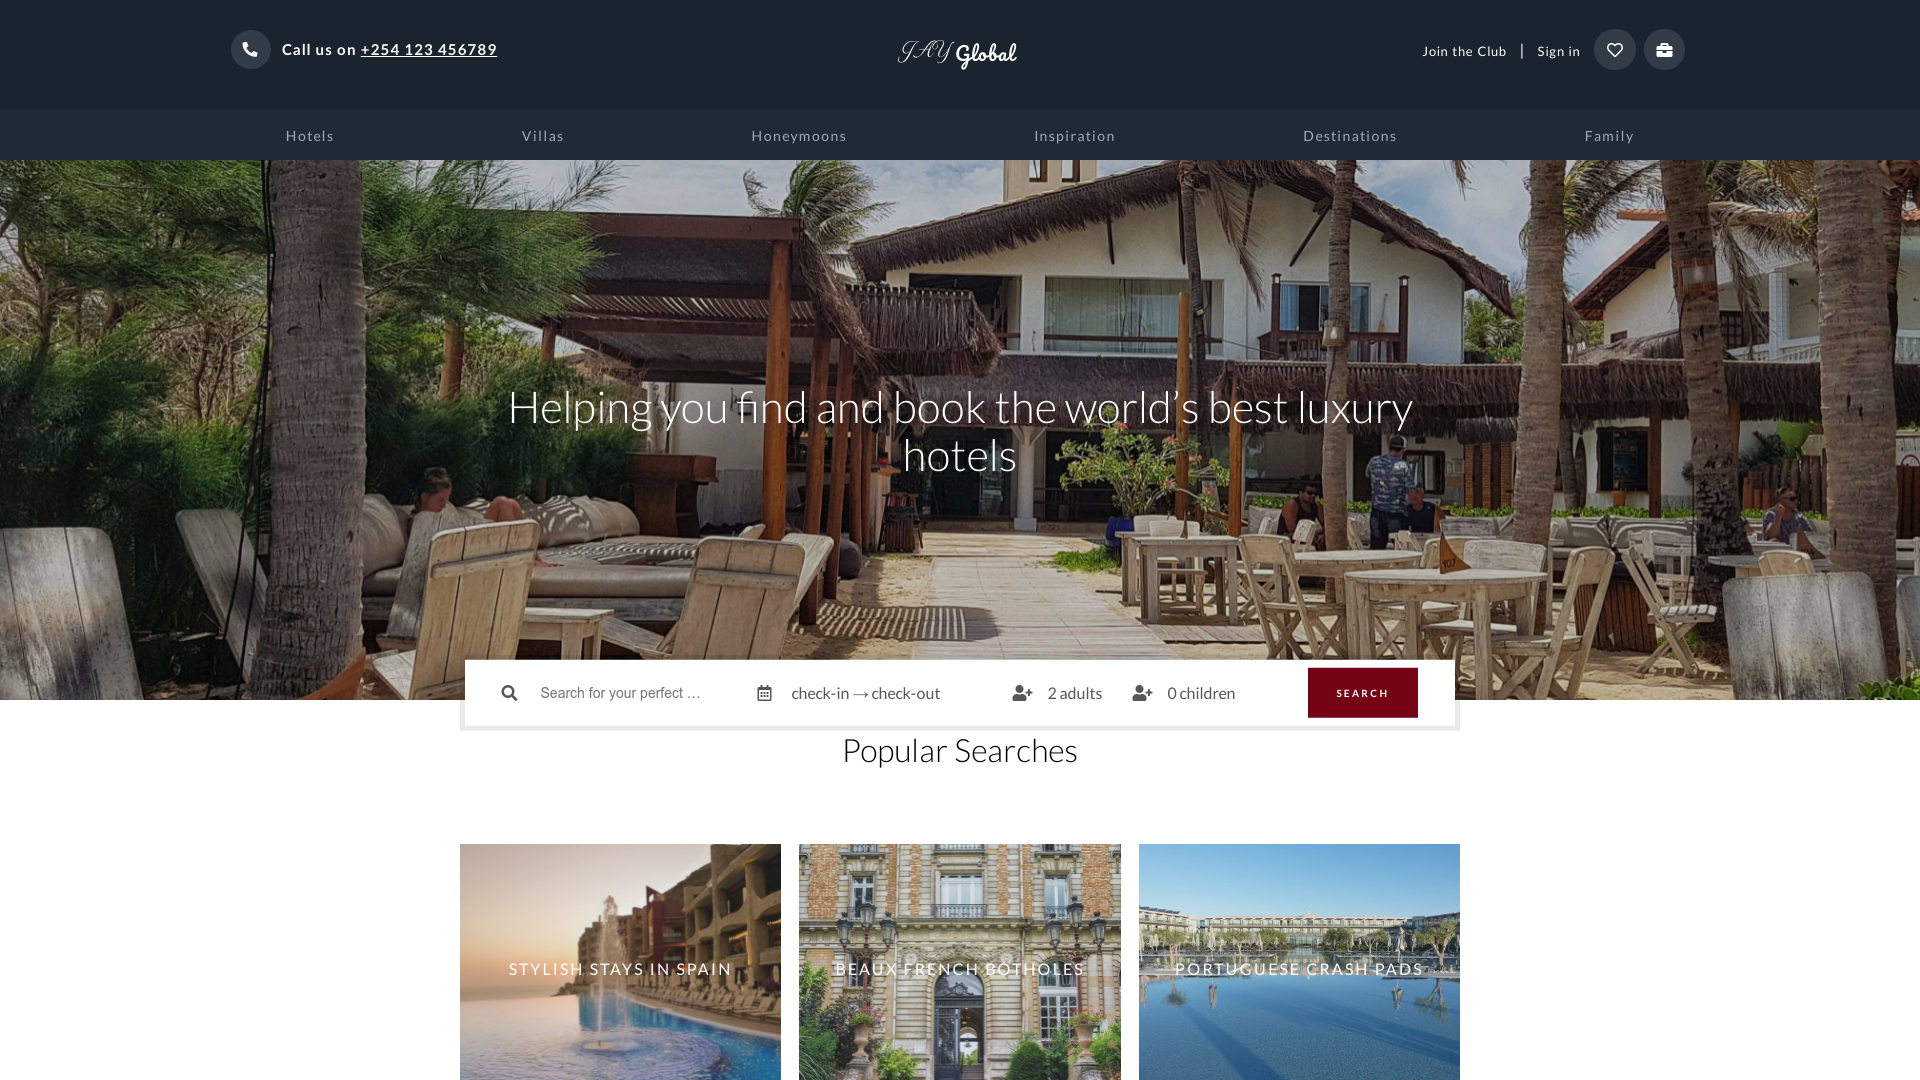 Call us on +254 123 456789
JAY Global
Join the Club | Sign in
Hotels
Villas
Honeymoons
Inspiration
Destinations
Family
Helping you find and book the world's best luxury
hotels
107
Search for your perfect ...
check-in → check-out
2 adults
0 children
SEARCH
Popular Searches
STYLISH STAYS IN SPAIN
BEAUX FRENCH BOTHOLES
PORTUGUESE CRASH PADS